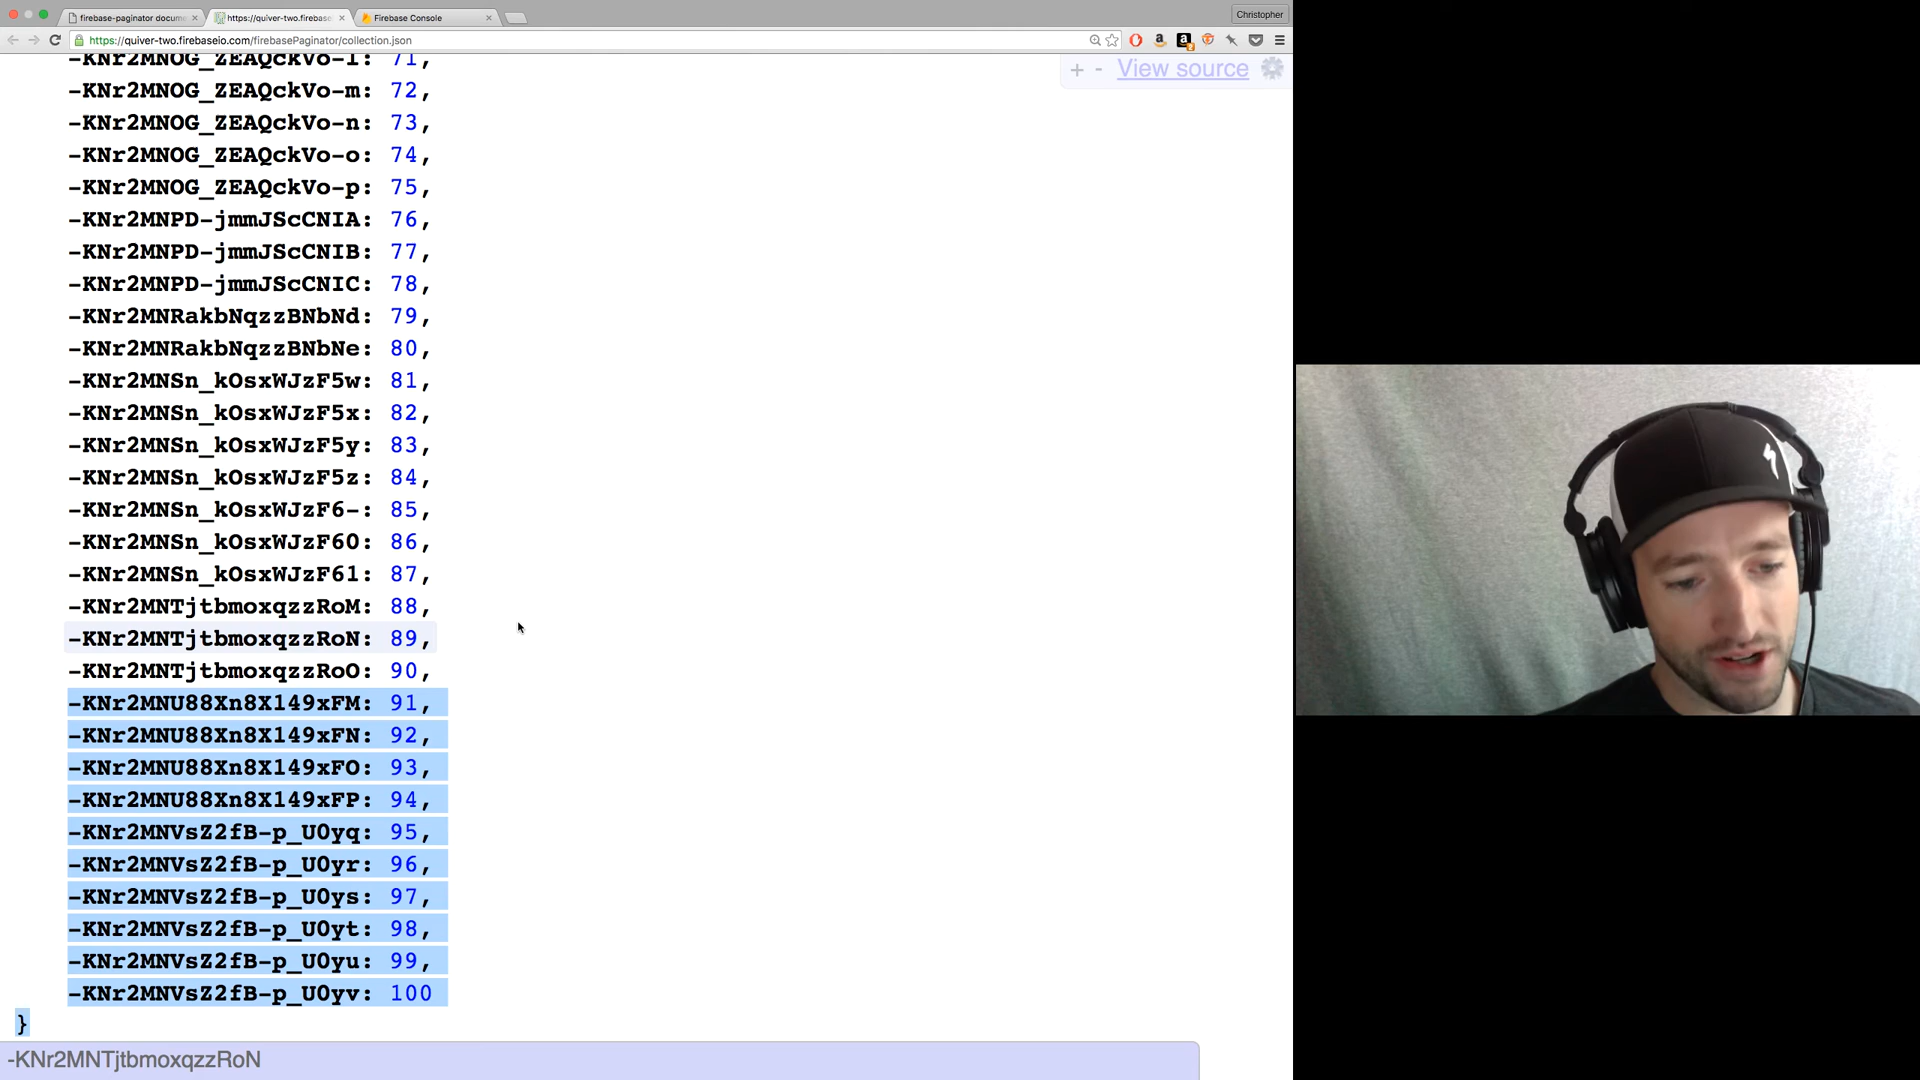 firebase-paginator docume
https://quiver-two.firebase
Firebase Console
Christopher
https://quiver-two.firebaseio.com/firebasePaginator/collection.json
+ - View source
-KNr2MNOG_ZEAQckVo-l: 71,
-KNr2MNOG_ZEAQckVo-m: 72,
-KNr2MNOG_ZEAQckVo-n: 73,
-KNr2MNOG_ZEAQckVo-o: 74,
-KNr2MNOG_ZEAQckVo-p: 75,
-KNr2MNPD-jmmJScCNIA: 76,
-KNr2MNPD-jmmJScCNIB: 77,
-KNr2MNPD-jmmJScCNIC: 78,
-KNr2MNRakbNqzzBNbNd: 79,
-KNr2MNRakbNqzzBNbNe: 80,
-KNr2MNSn_kOsxWJzF5w: 81,
-KNr2MNSn_kOsxWJzF5x: 82,
-KNr2MNSn_kOsxWJzF5y: 83,
-KNr2MNSn_kOsxWJzF5z: 84,
-KNr2MNSn_kOsxWJzF6-: 85,
-KNr2MNSn_kOsxWJzF60: 86,
-KNr2MNSn_kOsxWJzF61: 87,
-KNr2MNTjtbmoxqzzRoM: 88,
-KNr2MNTjtbmoxqzzRoN: 89,
-KNr2MNTjtbmoxqzzRoO: 90,
-KNr2MNU88Xn8X149xFM: 91,
-KNr2MNU88Xn8X149xFN: 92,
-KNr2MNU88Xn8X149xFO: 93,
-KNr2MNU88Xn8X149xFP: 94,
-KNr2MNVsZ2fB-p_U0yq: 95,
-KNr2MNVsZ2fB-p_U0yr: 96,
-KNr2MNVsZ2fB-p_U0ys: 97,
-KNr2MNVsZ2fB-p_U0yt: 98,
-KNr2MNVsZ2fB-p_U0yu: 99,
-KNr2MNVsZ2fB-p_U0yv: 100
}
-KNr2MNTjtbmoxqzzRoN